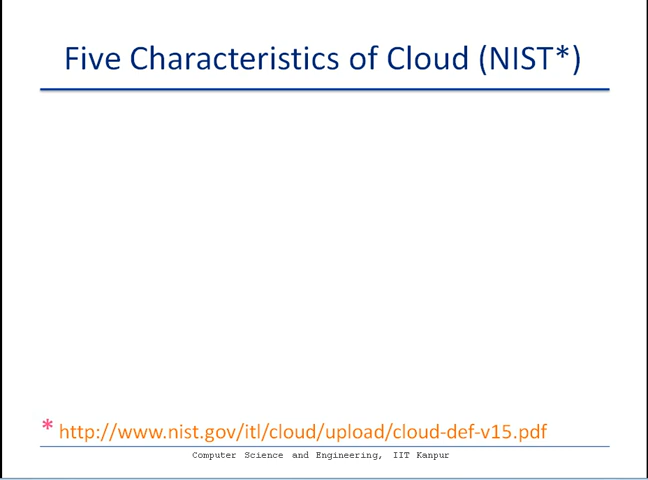 Five Characteristics of Cloud (NIST*)
* http://www.nist.gov/itl/cloud/upload/cloud-def-v15.pdf
Computer Science and Engineering, IIT Kanpur